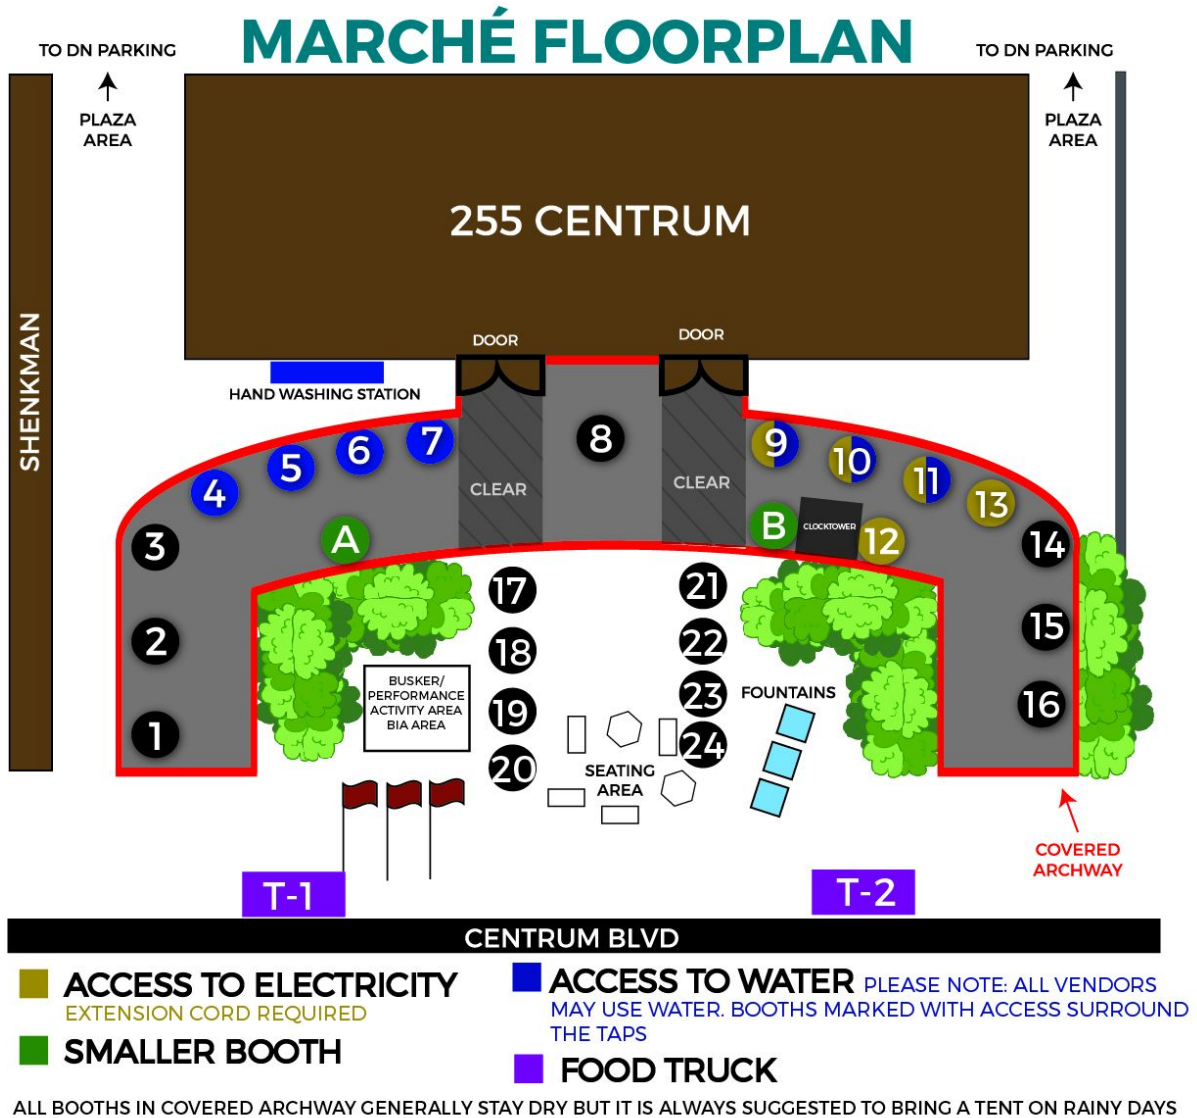 MARCHÉ FLOORPLAN
TO DN PARKING
TO DN PARKING
PLAZA
AREA
PLAZA
AREA
255 CENTRUM
SHENKMAN
DOOR
DOOR
HAND WASHING STATION
4
5
6
7
8
9
10
11
13
CLEAR
CLEAR
3
A
B
CLOCKTOWER
12
14
2
1
15
16
17
18
19
20
21
22
23
24
BUSKER/
PERFORMANCE
ACTIVITY AREA
BIA AREA
FOUNTAINS
SEATING
AREA
COVERED
ARCHWAY
T-1
T-2
CENTRUM BLVD
ACCESS TO ELECTRICITY
EXTENSION CORD REQUIRED
SMALLER BOOTH
ACCESS TO WATER PLEASE NOTE: ALL VENDORS
MAY USE WATER. BOOTHS MARKED WITH ACCESS SURROUND
THE TAPS
FOOD TRUCK
ALL BOOTHS IN COVERED ARCHWAY GENERALLY STAY DRY BUT IT IS ALWAYS SUGGESTED TO BRING A TENT ON RAINY DAYS